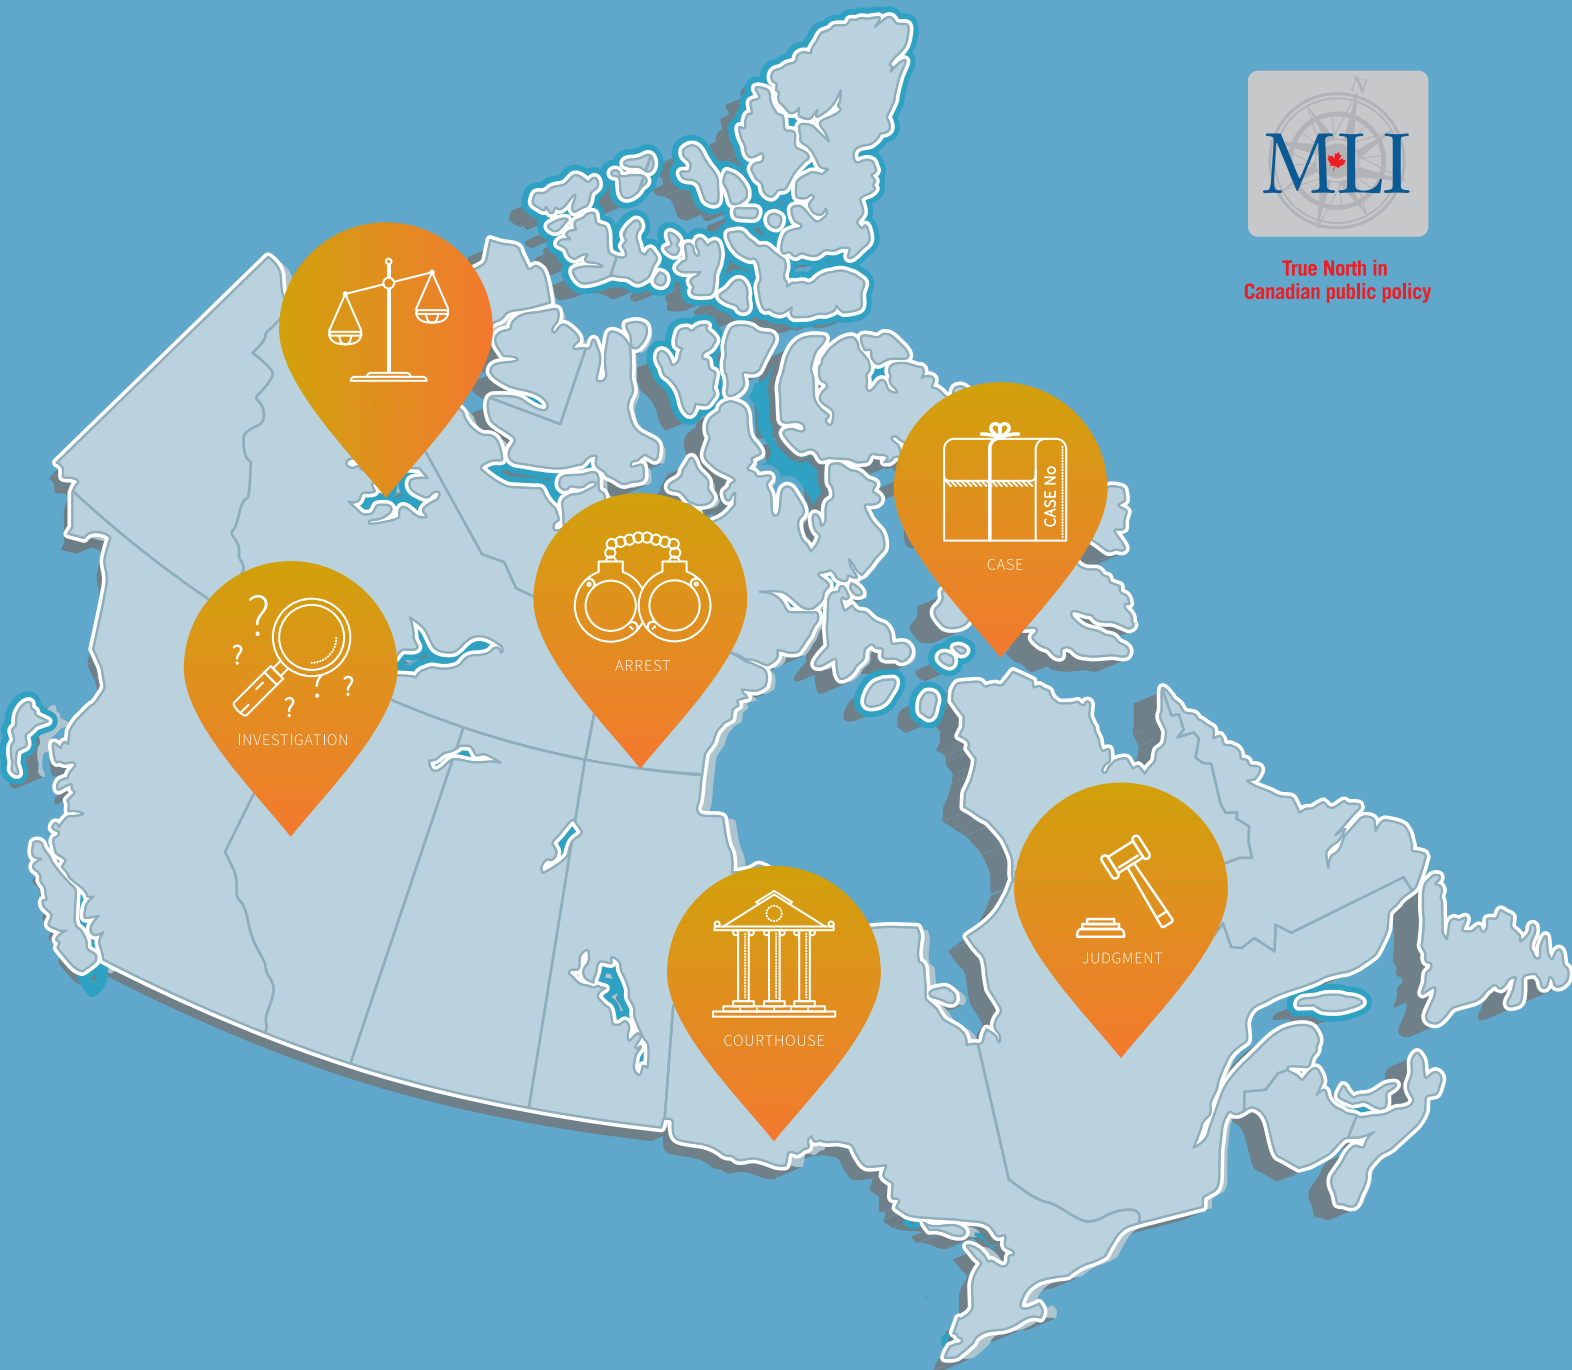 N
MLI
True North in
Canadian public policy
CASE No
CASE
ARREST
? ? ? ? ?
INVESTIGATION
JUDGMENT
COURTHOUSE